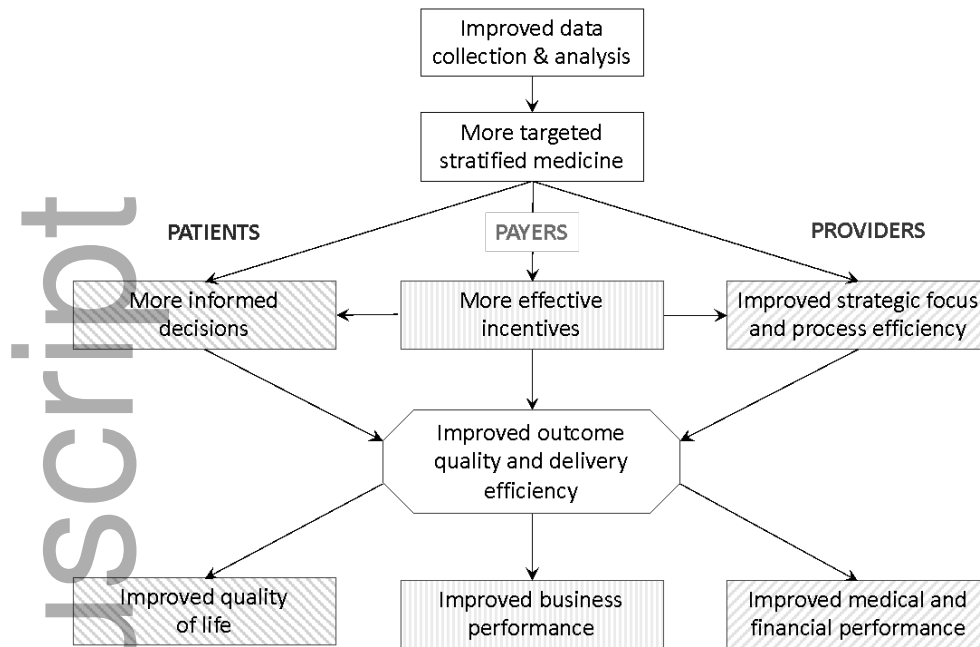 Improved data
collection & analysis
More targeted
stratified medicine
PATIENTS
PAYERS
PROVIDERS
More informed
decisions
More effective
incentives
Improved strategic focus
and process efficiency
Improved outcome
quality and delivery
efficiency
Improved quality
of life
Improved business
performance
Improved medical and
financial performance
uscript